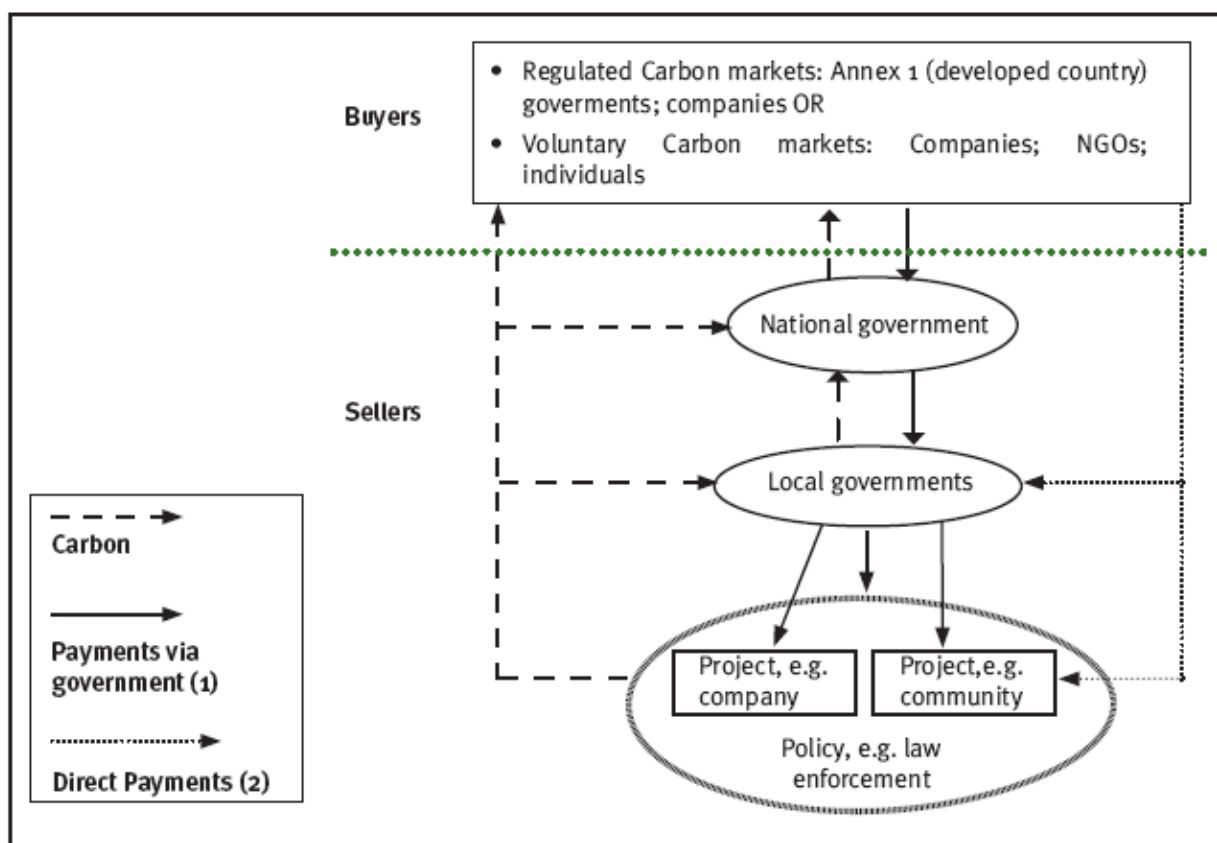 • Regulated Carbon markets: Annex 1 (developed country)
goverments; companies OR
Buyers
• Voluntary Carbon markets: Companies; NGOs;
individuals
National government
Sellers
Local governments
Carbon
Payments via
government (1)
Direct Payments (2)
Project, e.g.
company
Project,e.g.
community
Policy, e.g. law
enforcement